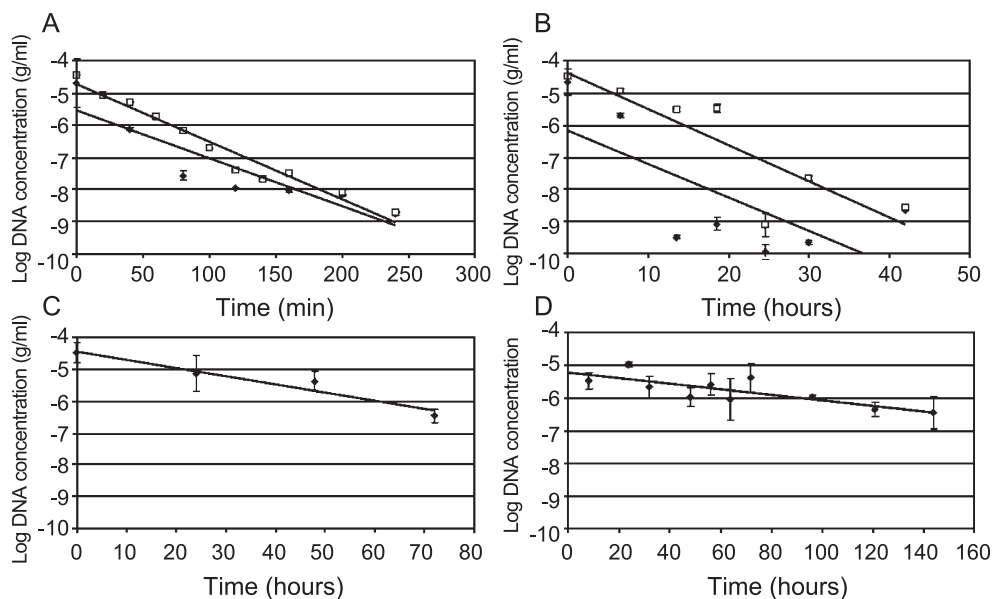 A
Log DNA concentration (g/ml)
-4
-5
-6
-7
-8
-9
-10
0 50 100 150 200 250 300
Time (min)
B
Log DNA concentration (g/ml)
-4
-5
-6
-7
-8
-9
-10
0 10 20 30 40 50
Time (hours)
C
Log DNA concentration (g/ml)
-4
-5
-6
-7
-8
-9
-10
0 10 20 30 40 50 60 70 80
Time (hours)
D
Log DNA concentration
-4
-5
-6
-7
-8
-9
-10
0 20 40 60 80 100 120 140 160
Time (hours)